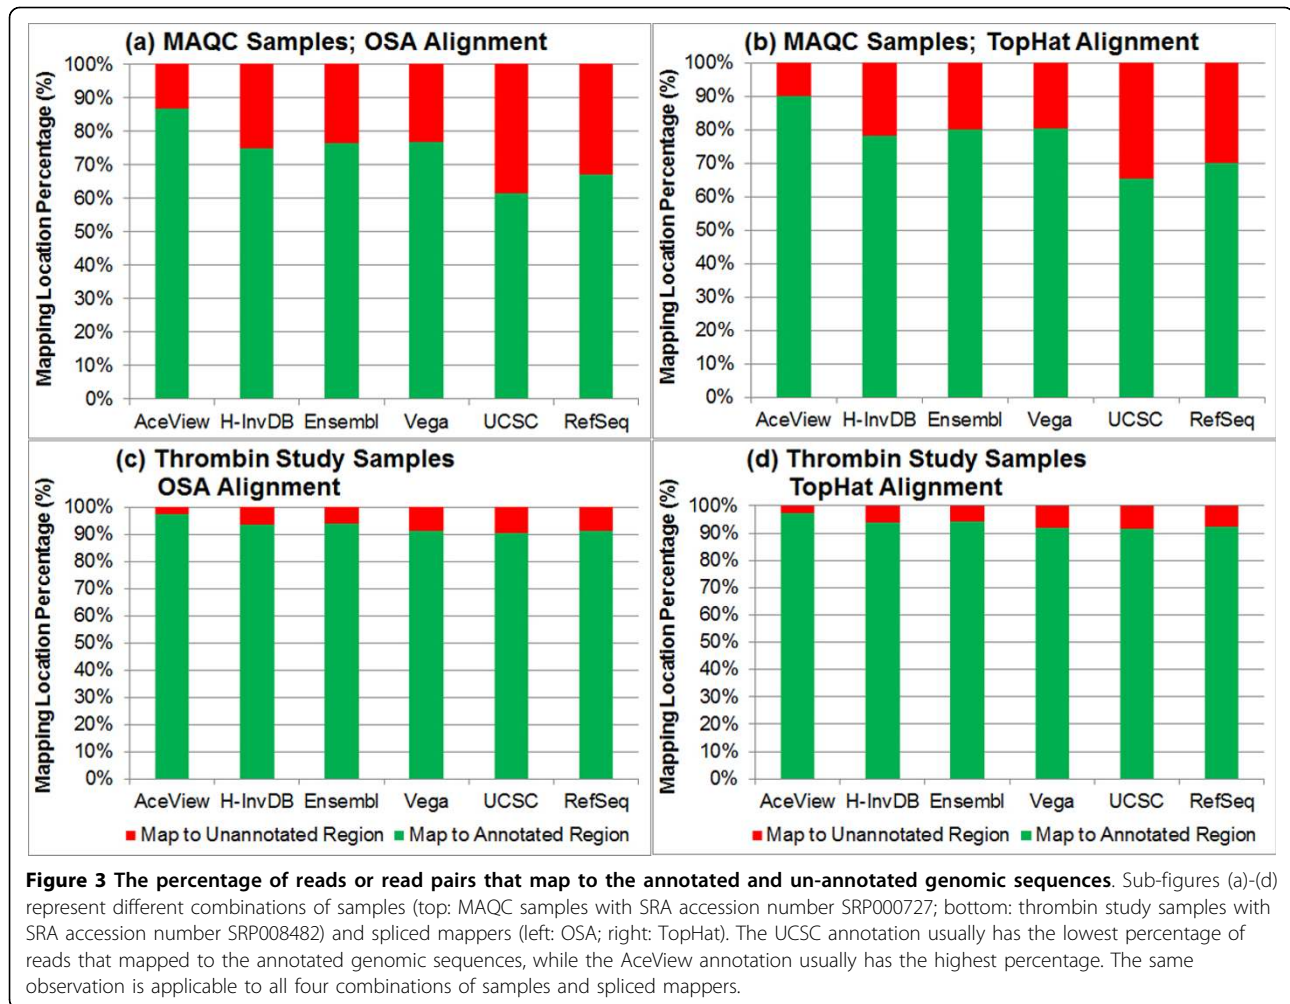 (a) MAQC Samples; OSA Alignment
Mapping Location Percentage (%)
100%
90%
80%
70%
60%
50%
40%
30%
20%
10%
0%
AceView H-InvDB Ensembl Vega UCSC RefSeq
(b) MAQC Samples; TopHat Alignment
Mapping Location Percentage (%)
100%
90%
80%
70%
60%
50%
40%
30%
20%
10%
0%
AceView H-InvDB Ensembl Vega UCSC RefSeq
(c) Thrombin Study Samples
OSA Alignment
Mapping Location Percentage (%)
100%
90%
80%
70%
60%
50%
40%
30%
20%
10%
0%
AceView H-InvDB Ensembl Vega UCSC RefSeq
Map to Unannotated Region Map to Annotated Region
(d) Thrombin Study Samples
TopHat Alignment
Mapping Location Percentage (%)
100%
90%
80%
70%
60%
50%
40%
30%
20%
10%
0%
AceView H-InvDB Ensembl Vega UCSC RefSeq
Map to Unannotated Region Map to Annotated Region
Figure 3 The percentage of reads or read pairs that map to the annotated and un-annotated genomic sequences. Sub-figures (a)-(d)
represent different combinations of samples (top: MAQC samples with SRA accession number SRP000727; bottom: thrombin study samples with
SRA accession number SRP008482) and spliced mappers (left: OSA; right: TopHat). The UCSC annotation usually has the lowest percentage of
reads that mapped to the annotated genomic sequences, while the AceView annotation usually has the highest percentage. The same
observation is applicable to all four combinations of samples and spliced mappers.